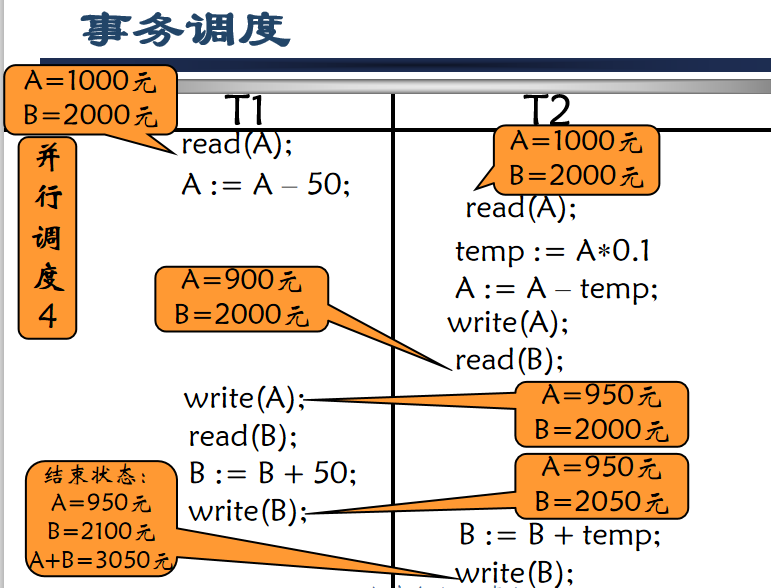 事务调度
A=1000元
B=2000元
T1
T2
并行调度4
read(A);
A := A – 50;
A=1000元
B=2000元
read(A);
temp := A*0.1
A := A – temp;
write(A);
read(B);
A=900元
B=2000元
write(A);
read(B);
B := B + 50;
write(B);
A=950元
B=2000元
A=950元
B=2050元
B := B + temp;
write(B);
结束状态:
A=950元
B=2100元
A+B=3050元